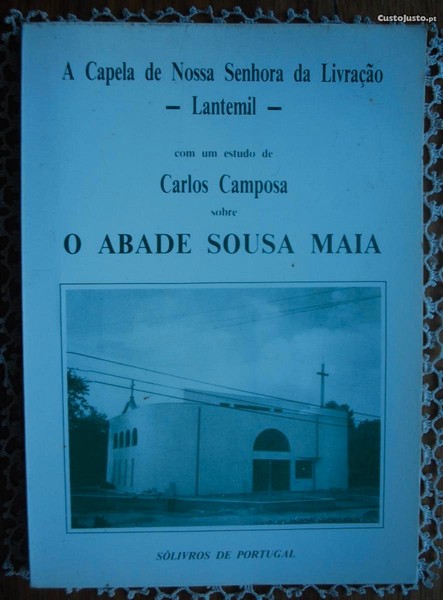 CustoJusto.pt
A Capela de Nossa Senhora da Livração
– Lantemil –
com um estudo de
Carlos Camposa
sobre
O ABADE SOUSA MAIA
SÓLIVROS DE PORTUGAL